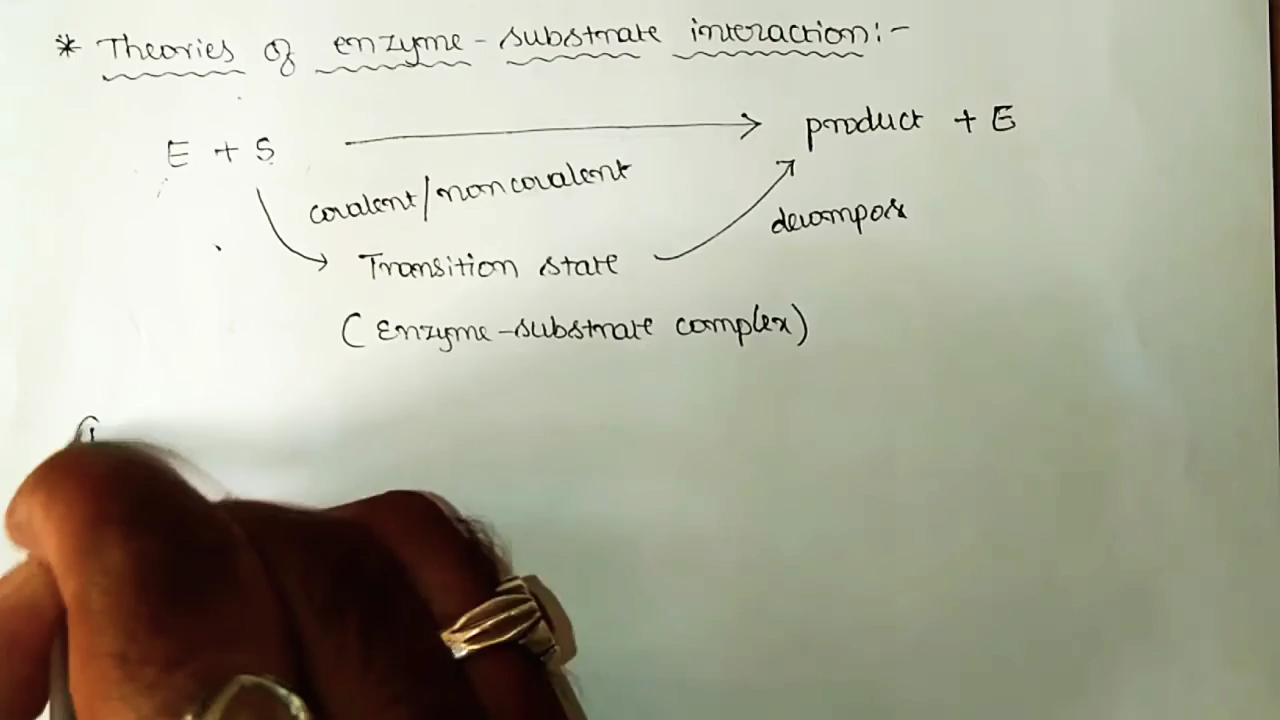 * Theories of enzyme - substrate interaction:-
E + S → product + E
covalent/noncovalent
decompose
Transition state
(Enzyme-substrate complex)